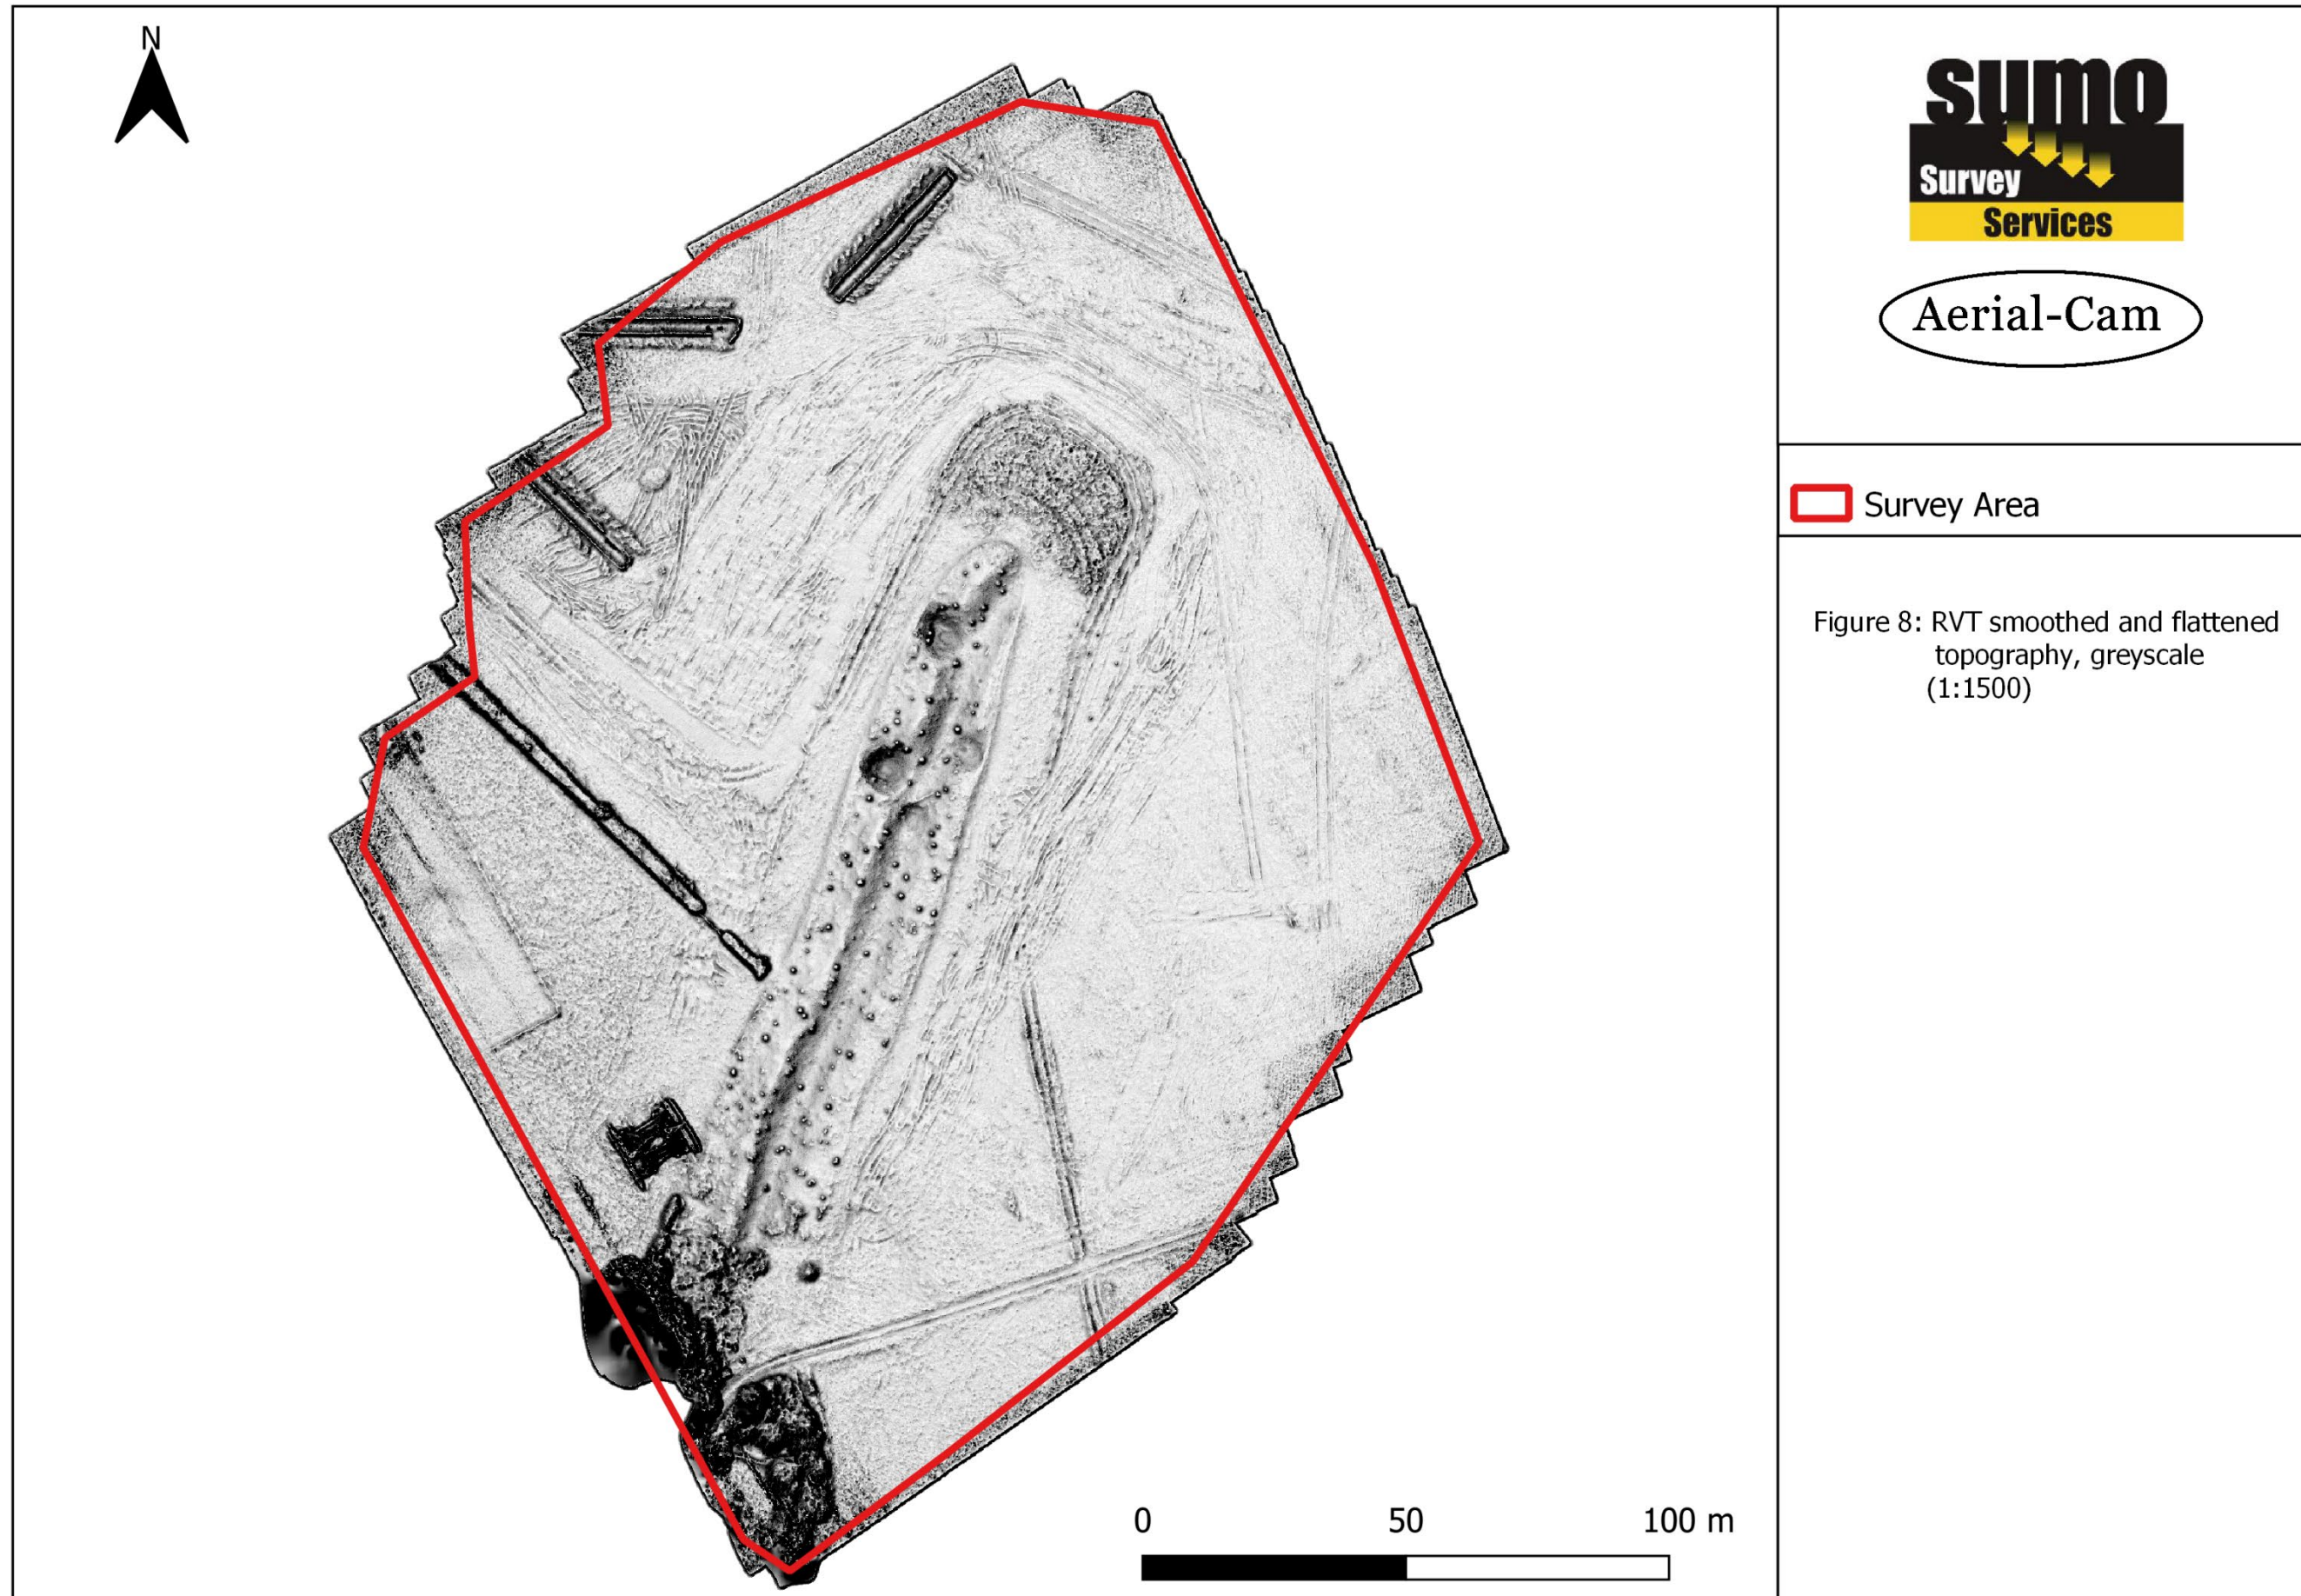 N
sumo
Survey
Services
Aerial-Cam
Survey Area
Figure 8: RVT smoothed and flattened
topography, greyscale
(1:1500)
0 50 100 m